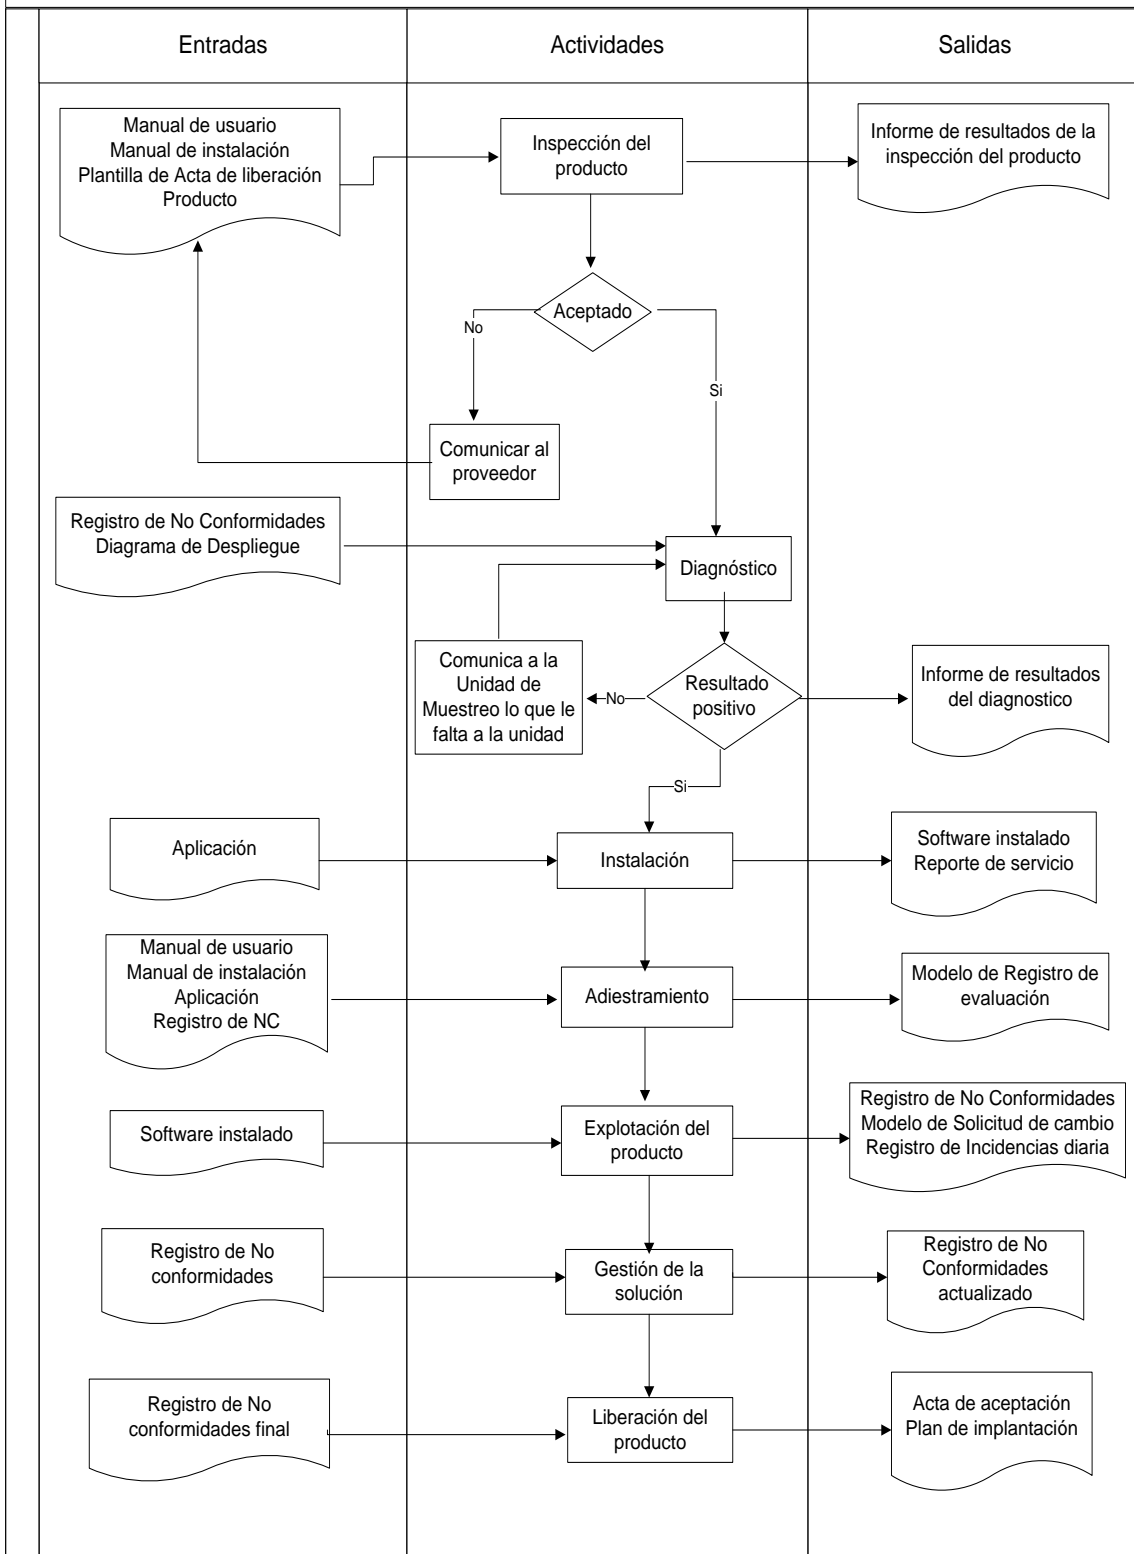 Entradas
Actividades
Salidas
Manual de usuario
Manual de instalación
Plantilla de Acta de liberación
Producto
Inspección del
producto
Informe de resultados de la
inspección del producto
Aceptado
No
Si
Comunicar al
proveedor
Registro de No Conformidades
Diagrama de Despliegue
Diagnóstico
Comunica a la
Unidad de
Muestreo lo que le
falta a la unidad
No
Resultado
positivo
Informe de resultados
del diagnostico
Si
Aplicación
Instalación
Software instalado
Reporte de servicio
Manual de usuario
Manual de instalación
Aplicación
Registro de NC
Adiestramiento
Modelo de Registro de
evaluación
Software instalado
Explotación del
producto
Registro de No Conformidades
Modelo de Solicitud de cambio
Registro de Incidencias diaria
Registro de No
conformidades
Gestión de la
solución
Registro de No
Conformidades
actualizado
Registro de No
conformidades final
Liberación del
producto
Acta de aceptación
Plan de implantación